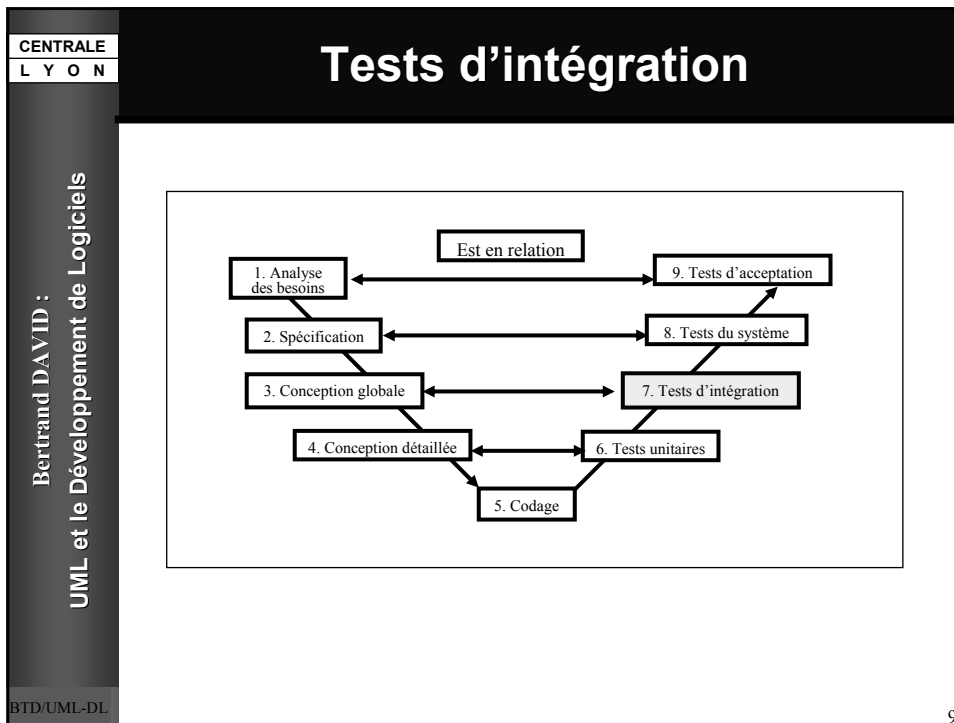 CENTRALE
LYON
Tests d’intégration
Bertrand DAVID :
UML et le Développement de Logiciels
Est en relation
1. Analyse
des besoins
9. Tests d’acceptation
2. Spécification
8. Tests du système
3. Conception globale
7. Tests d’intégration
4. Conception détaillée
6. Tests unitaires
5. Codage
BTD/UML-DL
9